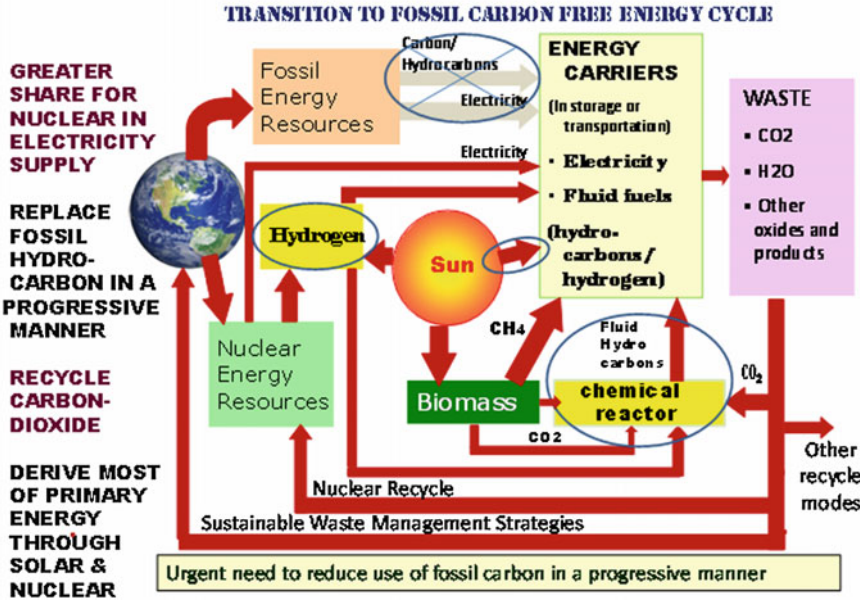 TRANSITION TO FOSSIL CARBON FREE ENERGY CYCLE
GREATER
SHARE FOR
NUCLEAR IN
ELECTRICITY
SUPPLY
REPLACE
FOSSIL
HYDRO-
CARBON IN A
PROGRESSIVE
MANNER
RECYCLE
CARBON-
DIOXIDE
DERIVE MOST
OF PRIMARY
ENERGY
THROUGH
SOLAR &
NUCLEAR
Fossil
Energy
Resources
Carbon/
Hydrocarbons
Electricity
Electricity
Hydrogen
Sun
Nuclear
Energy
Resources
ENERGY
CARRIERS
(In storage or
transportation)
· Electricity
· Fluid fuels
(hydro-
carbons/
hydrogen)
WASTE
▪ CO2
▪ H2O
▪ Other
oxides and
products
CH4
Fluid
Hydro
carbons
Biomass
chemical
reactor
CO₂
CO2
Other
recycle
modes
Nuclear Recycle
Sustainable Waste Management Strategies
Urgent need to reduce use of fossil carbon in a progressive manner